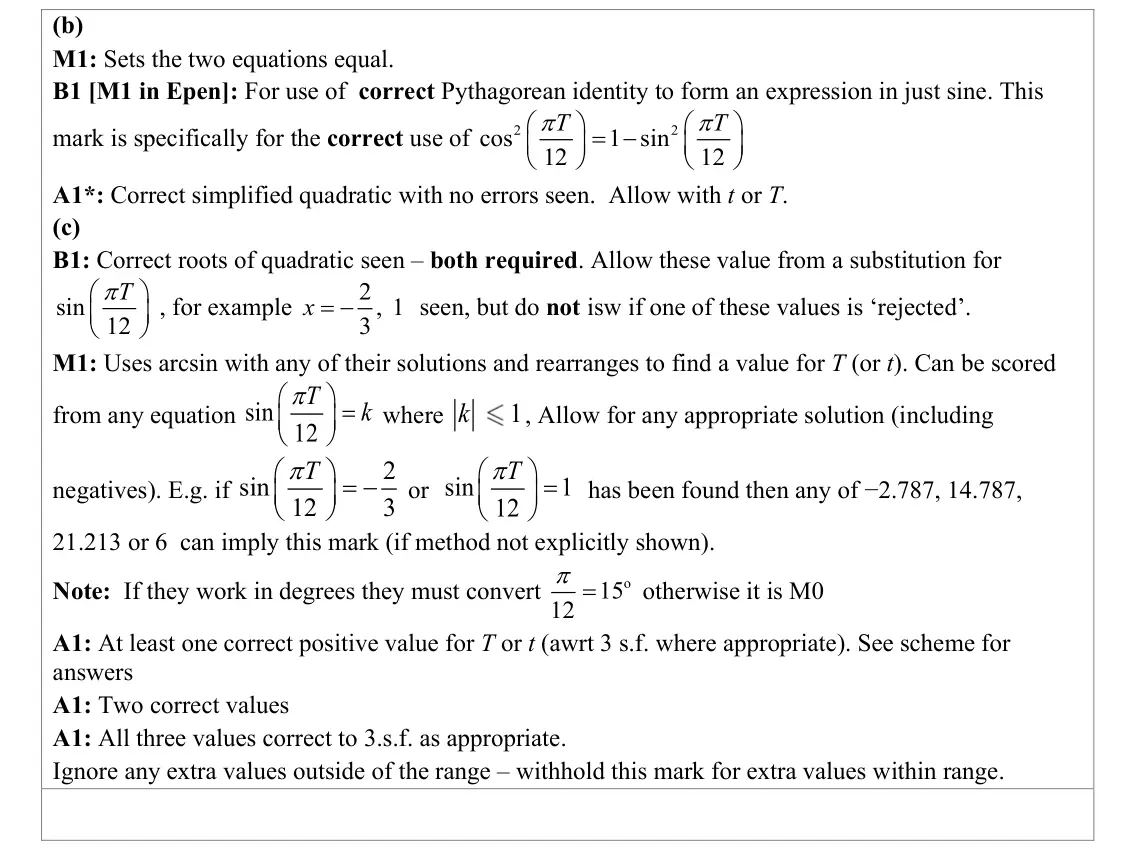 (b)
M1: Sets the two equations equal.
B1 [M1 in Epen]: For use of correct Pythagorean identity to form an expression in just sine. This
mark is specifically for the correct use of cos²(πT/12) = 1 − sin²(πT/12)
A1*: Correct simplified quadratic with no errors seen. Allow with t or T.
(c)
B1: Correct roots of quadratic seen – both required. Allow these value from a substitution for
sin(πT/12), for example x = −2/3, 1 seen, but do not isw if one of these values is ‘rejected’.
M1: Uses arcsin with any of their solutions and rearranges to find a value for T (or t). Can be scored
from any equation sin(πT/12) = k where |k| ⩽ 1, Allow for any appropriate solution (including
negatives). E.g. if sin(πT/12) = −2/3 or sin(πT/12) = 1 has been found then any of −2.787, 14.787,
21.213 or 6 can imply this mark (if method not explicitly shown).
Note: If they work in degrees they must convert π/12 = 15° otherwise it is M0
A1: At least one correct positive value for T or t (awrt 3 s.f. where appropriate). See scheme for
answers
A1: Two correct values
A1: All three values correct to 3.s.f. as appropriate.
Ignore any extra values outside of the range – withhold this mark for extra values within range.